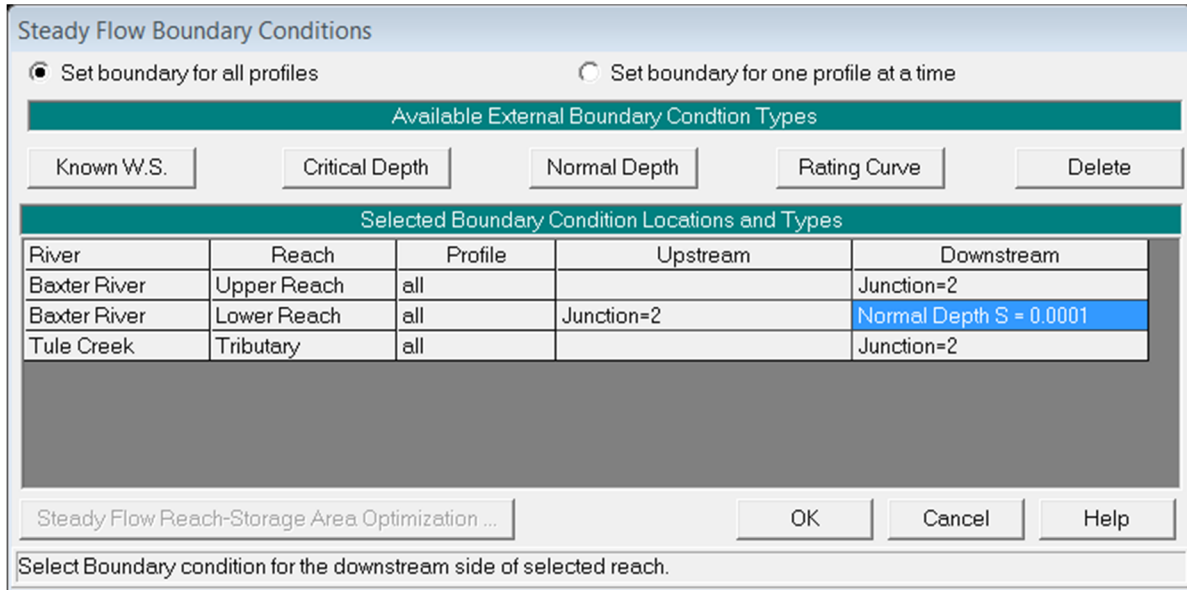 Steady Flow Boundary Conditions
Set boundary for all profiles Set boundary for one profile at a time
Available External Boundary Condtion Types
Known W.S. Critical Depth Normal Depth Rating Curve Delete
Selected Boundary Condition Locations and Types
River Reach Profile Upstream Downstream
Baxter River Upper Reach all Junction=2
Baxter River Lower Reach all Junction=2 Normal Depth S = 0.0001
Tule Creek Tributary all Junction=2
Steady Flow Reach-Storage Area Optimization ... OK Cancel Help
Select Boundary condition for the downstream side of selected reach.